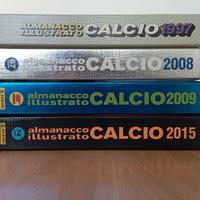 ALMANACCO
ILLUSTRATO CALCIO 1997
almanacco
illustrato CALCIO 2008
almanacco
illustrato CALCIO 2009
almanacco
illustrato CALCIO 2015